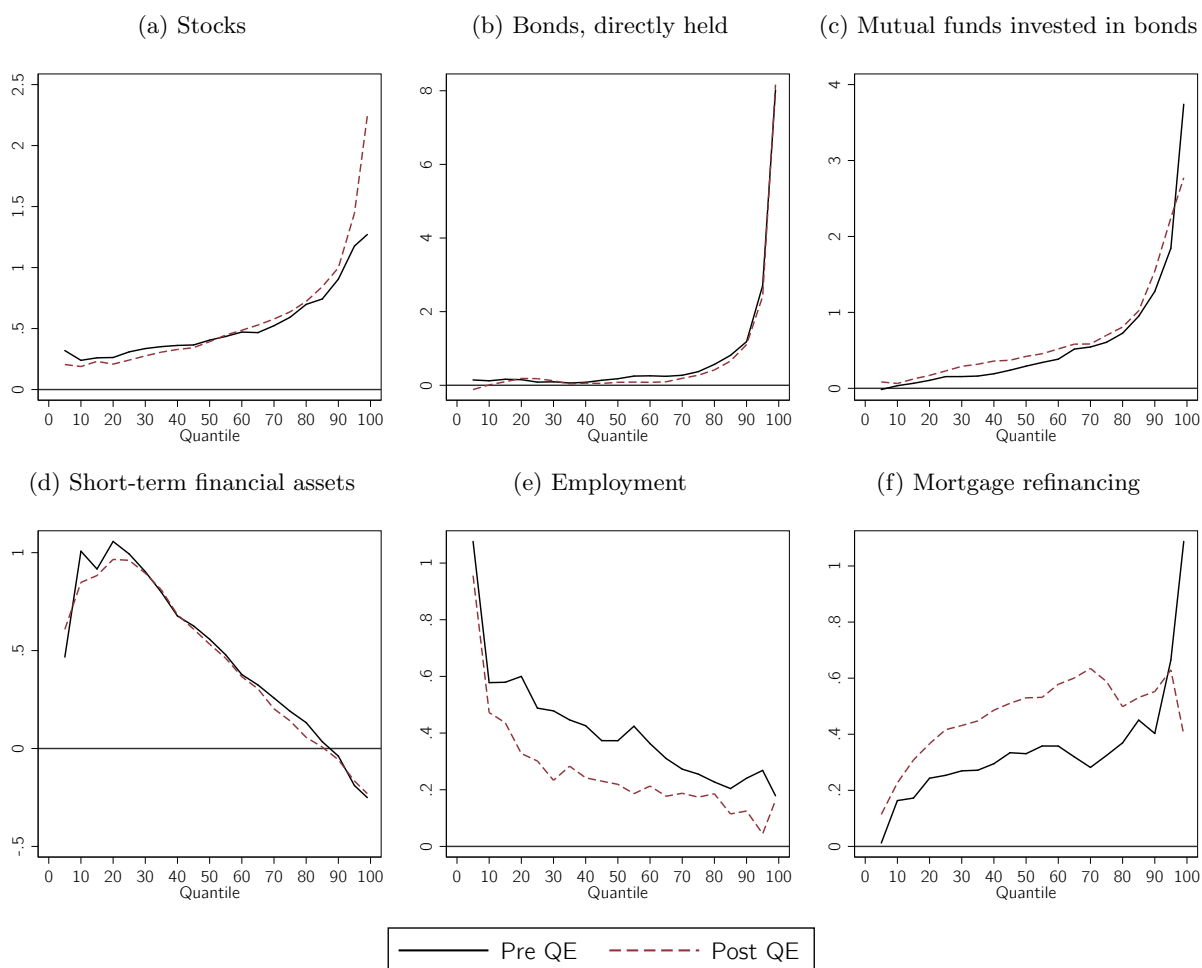 (a) Stocks
(b) Bonds, directly held
(c) Mutual funds invested in bonds
2.5
2
1.5
1
.5
0
0 10 20 30 40 50 60 70 80 90 100
Quantile
8
6
4
2
0
0 10 20 30 40 50 60 70 80 90 100
Quantile
4
3
2
1
0
0 10 20 30 40 50 60 70 80 90 100
Quantile
(d) Short-term financial assets
(e) Employment
(f) Mortgage refinancing
1
.5
0
-.5
0 10 20 30 40 50 60 70 80 90 100
Quantile
1
.8
.6
.4
.2
0
0 10 20 30 40 50 60 70 80 90 100
Quantile
1
.8
.6
.4
.2
0
0 10 20 30 40 50 60 70 80 90 100
Quantile
Pre QE Post QE